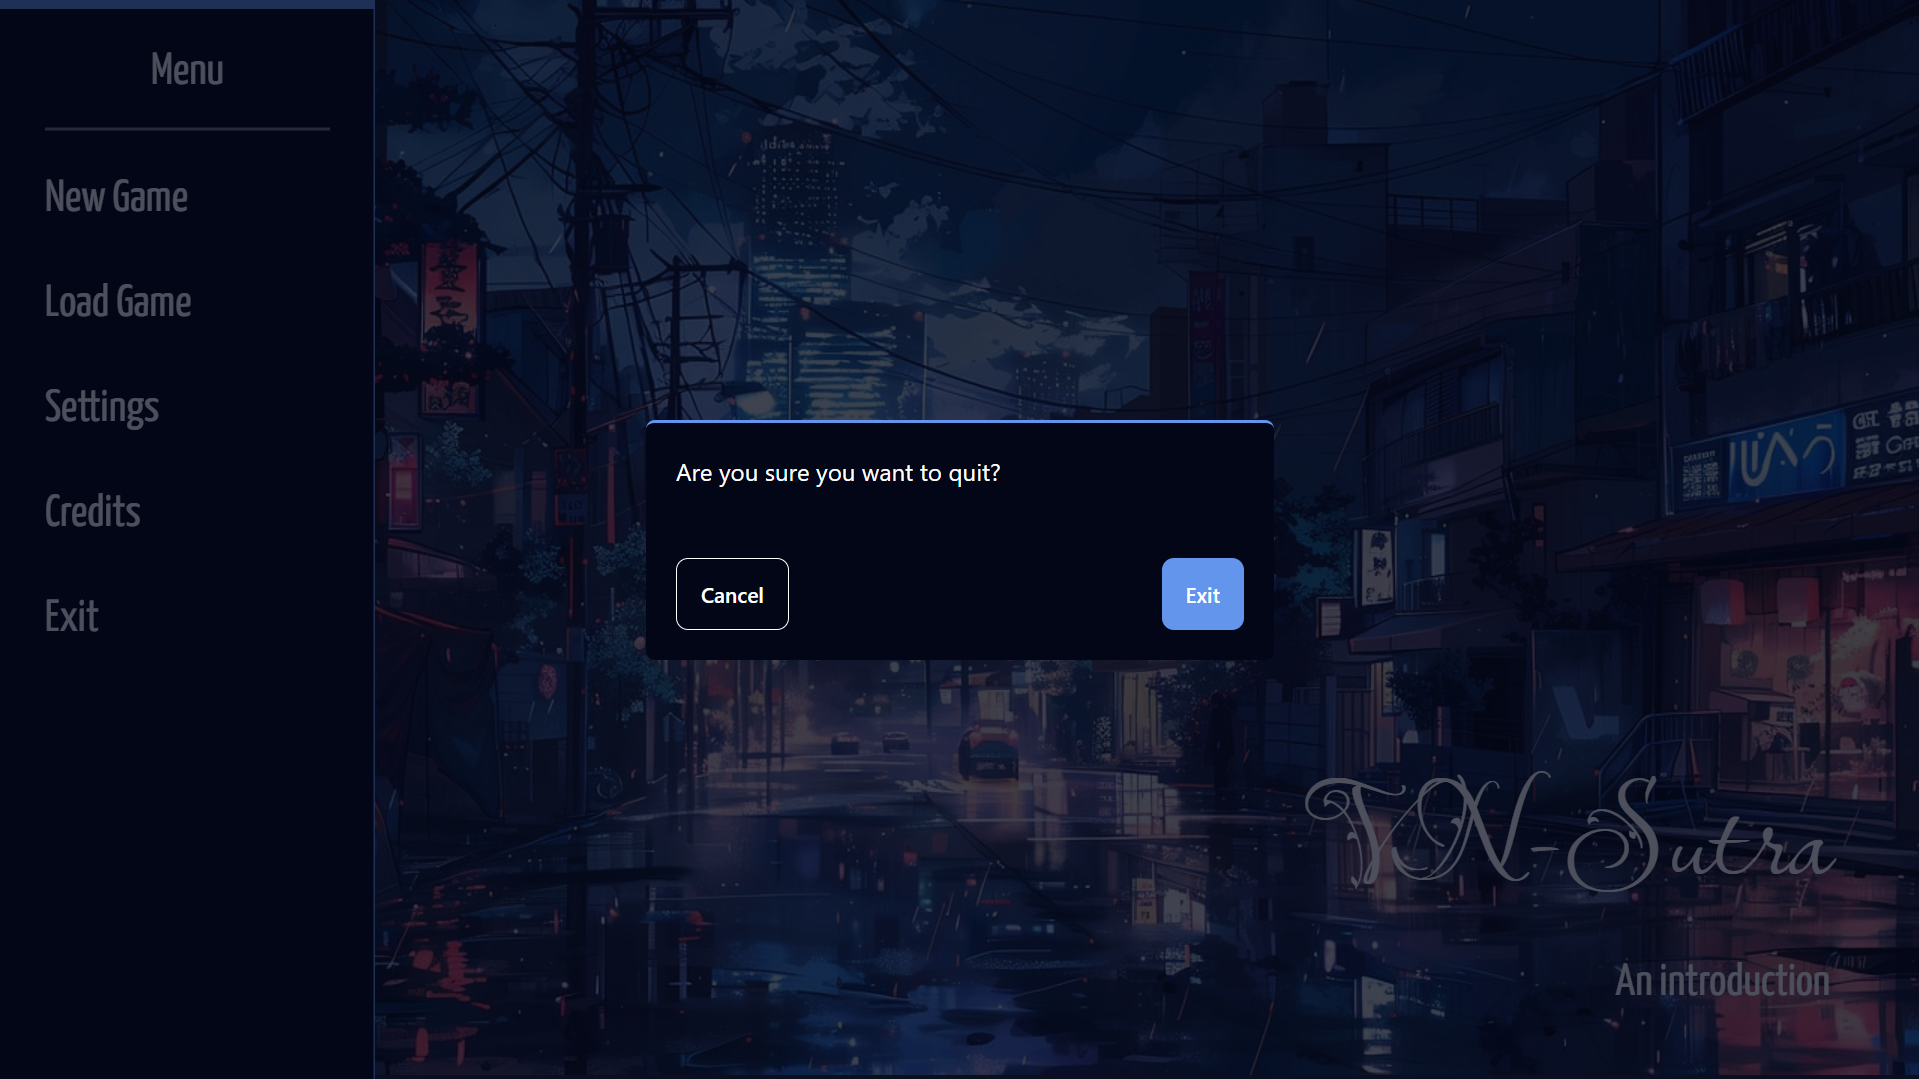 Menu
New Game
Load Game
Settings
Credits
Exit
Are you sure you want to quit?
Cancel
Exit
VN-Sutra
An introduction